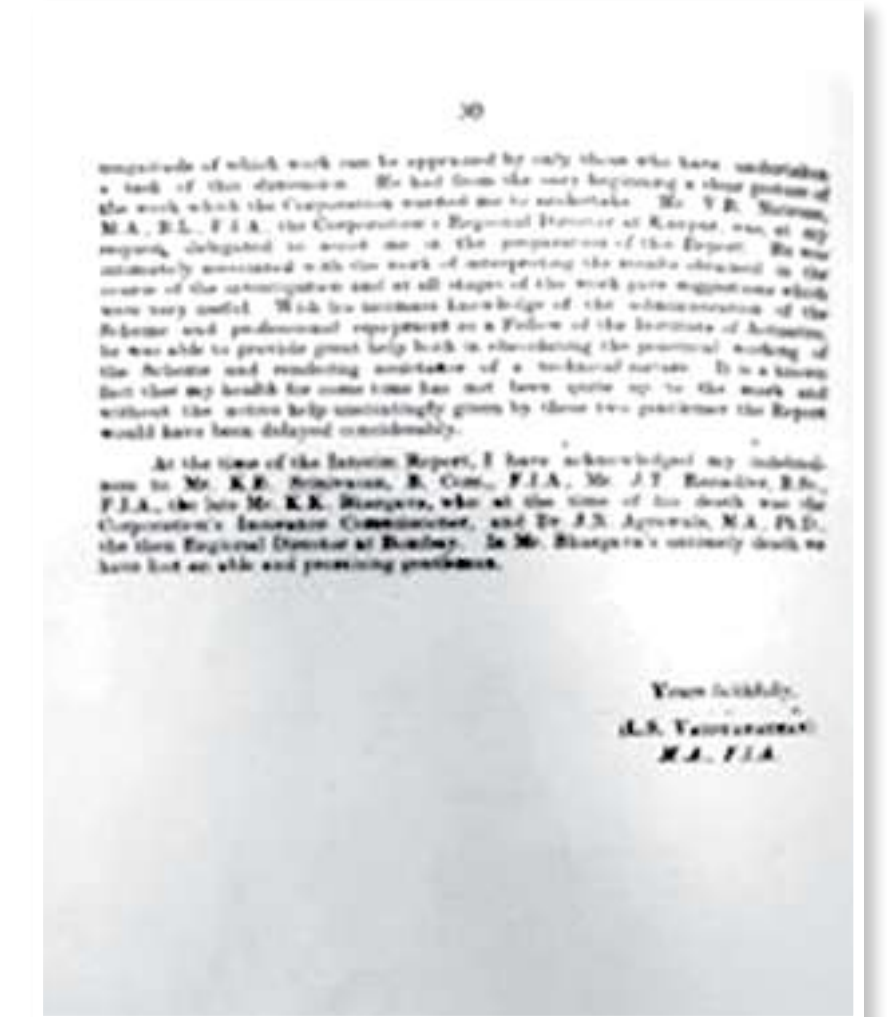 30
magnitude of which work can be appraised by only those who have undertaken
a task of this dimension. He had from the very beginning a clear picture of
the work which the Corporation wanted me to undertake. Mr. V.R.
M.A., B.L., F.I.A., the Corporation's Regional Director at Kanpur, was, at my
request, delegated to assist me in the preparation of this Report. He was
intimately associated with the work of interpreting the results obtained in the
course of the investigation and at all stages of the work gave suggestions which
were very useful. With his intimate knowledge of the administration of the
Scheme and professional equipment as a Fellow of the Institute of Actuaries,
he was able to provide great help both in elucidating the practical working of
the Scheme and rendering assistance of a technical nature. It is a known
fact that my health for some time has not been quite up to the mark and
without the active help unstintingly given by these two gentlemen the Report
would have been delayed considerably.
At the time of the Interim Report, I have acknowledged my indebted-
ness to Mr. K.R. Srinivasan, B. Com., F.I.A., Mr. J.T. Ranadive, B.Sc.,
F.I.A., the late Mr. K.K. Bhargava, who at the time of his death was the
Corporation's Insurance Commissioner, and Dr. J.N. Agrawala, M.A., Ph.D.,
the then Regional Director at Bombay. In Mr. Bhargava's untimely death we
have lost an able and promising gentleman.
Yours faithfully,
(L.S. Vaidyanathan)
M.A., F.I.A.